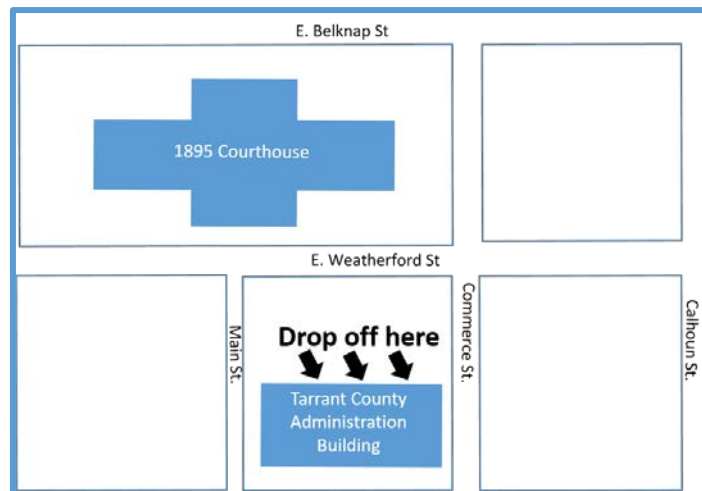 E. Belknap St
1895 Courthouse
E. Weatherford St
Main St.
Drop off here
Commerce St.
Calhoun St.
Tarrant County
Administration
Building